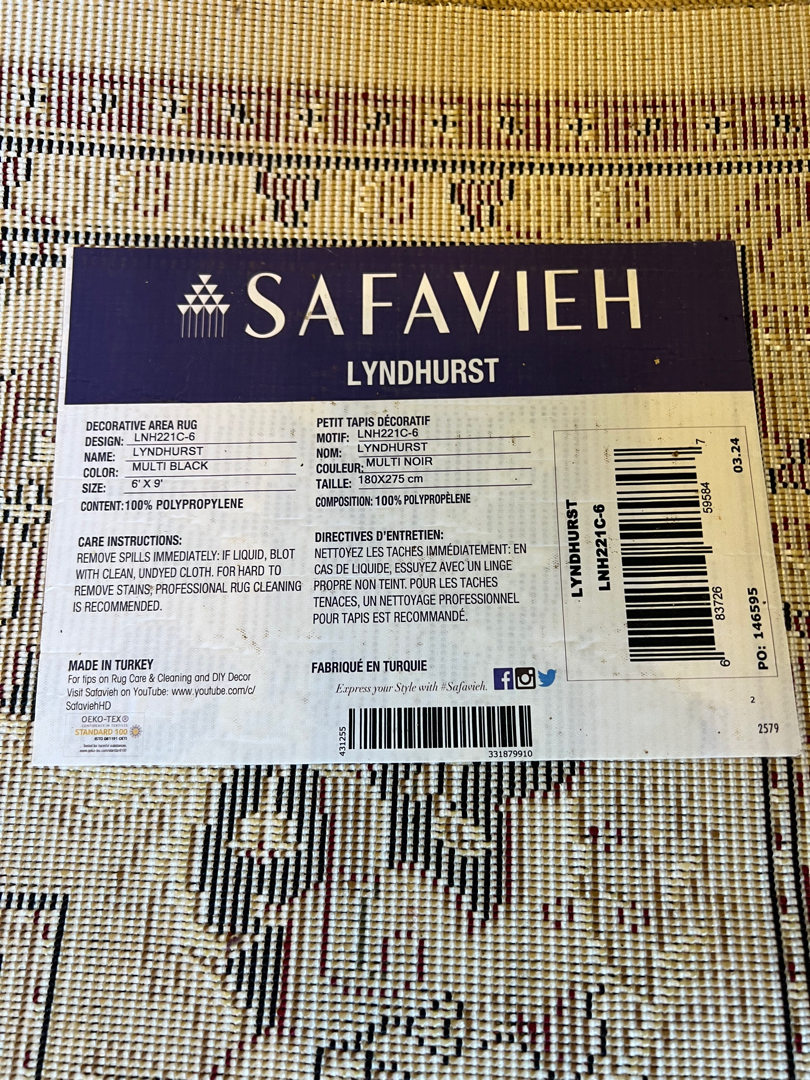 SAFAVIEH
LYNDHURST
DECORATIVE AREA RUG
DESIGN: LNH221C-6
NAME: LYNDHURST
COLOR: MULTI BLACK
SIZE: 6' X 9'
CONTENT: 100% POLYPROPYLENE
CARE INSTRUCTIONS:
REMOVE SPILLS IMMEDIATELY: IF LIQUID, BLOT
WITH CLEAN, UNDYED CLOTH. FOR HARD TO
REMOVE STAINS; PROFESSIONAL RUG CLEANING
IS RECOMMENDED.
MADE IN TURKEY
For tips on Rug Care & Cleaning and DIY Decor
Visit Safavieh on YouTube: www.youtube.com/c/
SafaviehHD
OEKO-TEX®
STANDARD 100
PETIT TAPIS DÉCORATIF
MOTIF: LNH221C-6
NOM: LYNDHURST
COULEUR: MULTI NOIR
TAILLE: 180X275 cm
COMPOSITION: 100% POLYPROPÈLENE
DIRECTIVES D'ENTRETIEN:
NETTOYEZ LES TACHES IMMÉDIATEMENT: EN
CAS DE LIQUIDE, ESSUYEZ AVEC UN LINGE
PROPRE NON TEINT. POUR LES TACHES
TENACES, UN NETTOYAGE PROFESSIONNEL
POUR TAPIS EST RECOMMANDÉ.
FABRIQUÉ EN TURQUIE
Express your Style with #Safavieh.
431255
331879910
LYNDHURST
LNH221C-6
6 83726 59584 7
03.24
PO: 146595
2
2579